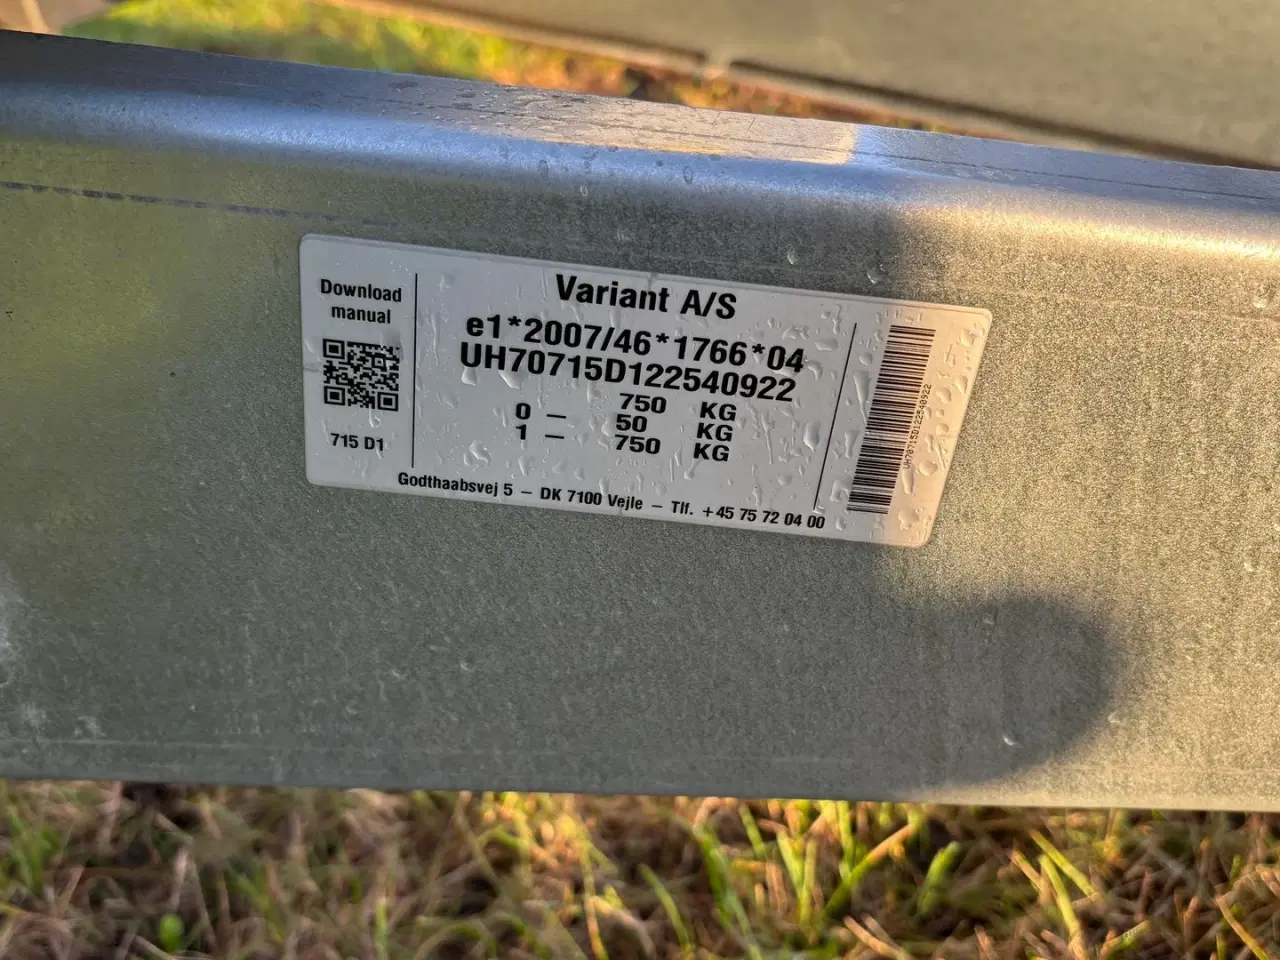 Download
manual
715 D1
Variant A/S
e1*2007/46*1766*04
UH70715D122540922
750 KG
0 – 50 KG
1 – 750 KG
Godthaabsvej 5 – DK 7100 Vejle – Tlf. +45 75 72 04 00
UH70715D122540922